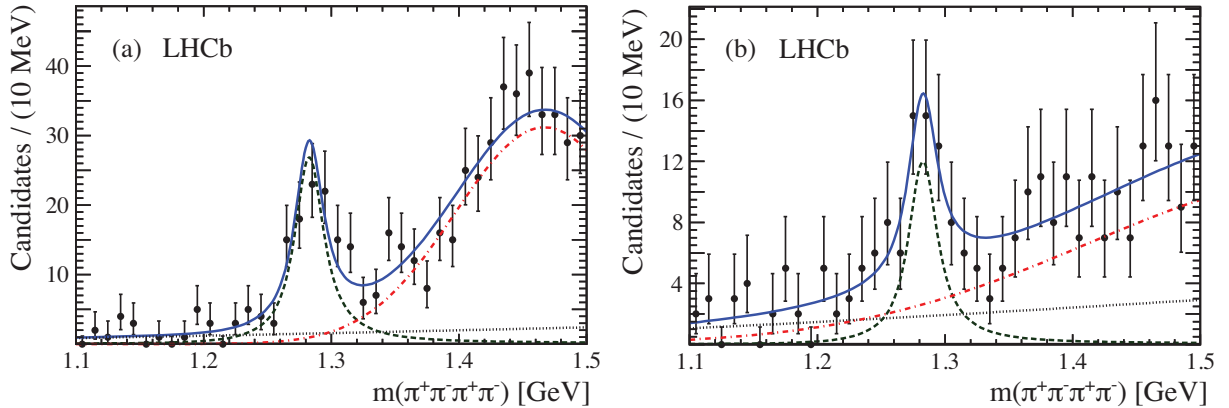 (a) LHCb
Candidates / (10 MeV)
40
30
20
10
1.1 1.2 1.3 1.4 1.5
m(π⁺π⁻π⁺π⁻) [GeV]
(b) LHCb
Candidates / (10 MeV)
20
16
12
8
4
1.1 1.2 1.3 1.4 1.5
m(π⁺π⁻π⁺π⁻) [GeV]